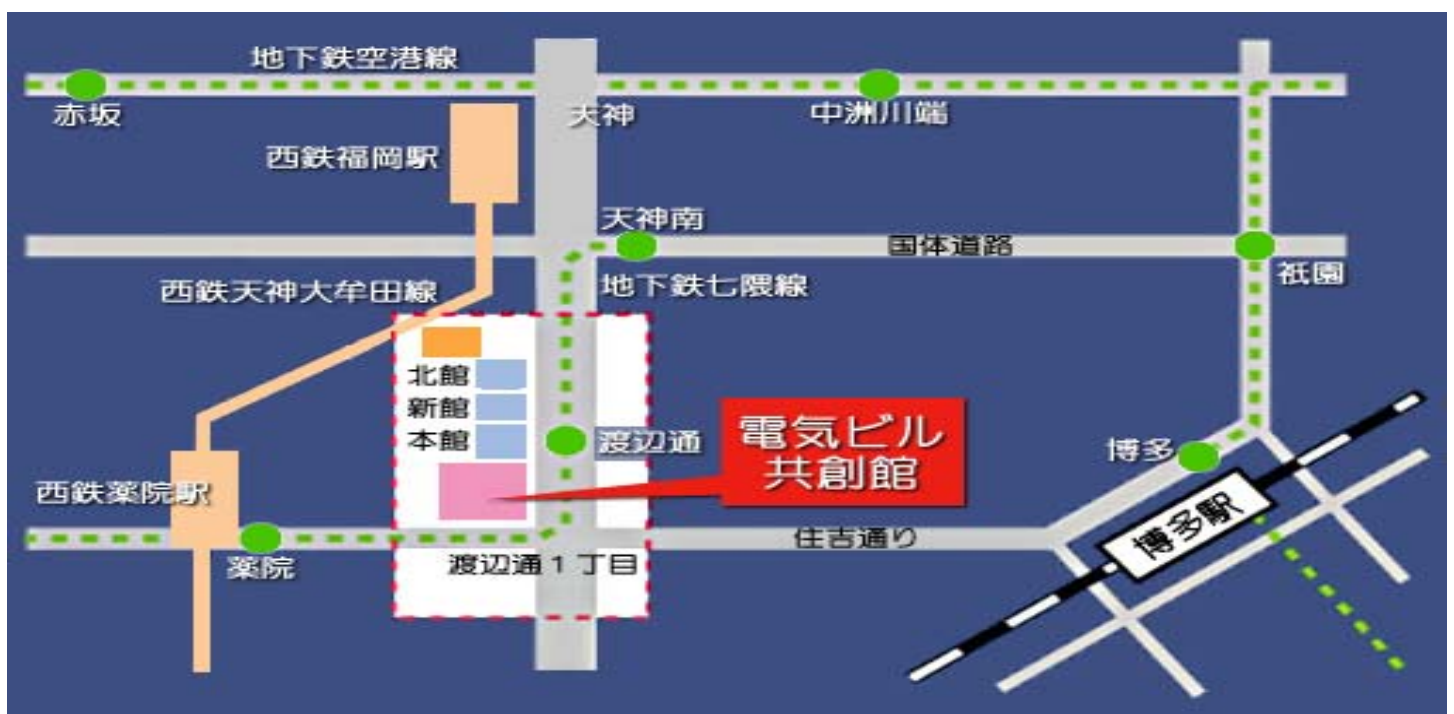 地下鉄空港線
赤坂
天神
中洲川端
西鉄福岡駅
天神南
国体道路
祇園
西鉄天神大牟田線
地下鉄七隈線
北館
新館
本館
渡辺通
電気ビル
共創館
博多
西鉄薬院駅
博多駅
住吉通り
薬院
渡辺通1丁目